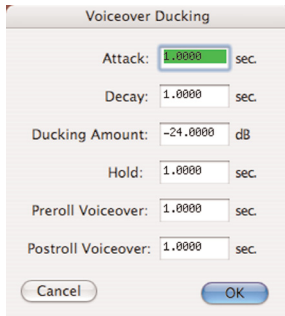 Voiceover Ducking
Attack: 1.0000 sec.
Decay: 1.0000 sec.
Ducking Amount: -24.0000 dB
Hold: 1.0000 sec.
Preroll Voiceover: 1.0000 sec.
Postroll Voiceover: 1.0000 sec.
Cancel OK